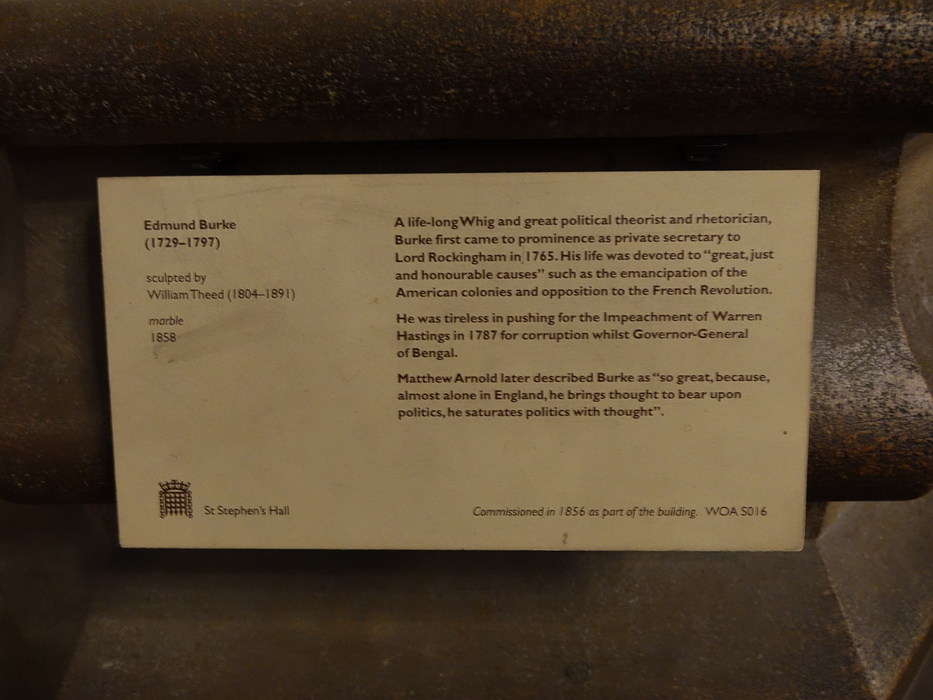 Edmund Burke
(1729–1797)
sculpted by
William Theed (1804–1891)
marble
1858
A life-long Whig and great political theorist and rhetorician,
Burke first came to prominence as private secretary to
Lord Rockingham in 1765. His life was devoted to “great, just
and honourable causes” such as the emancipation of the
American colonies and opposition to the French Revolution.
He was tireless in pushing for the Impeachment of Warren
Hastings in 1787 for corruption whilst Governor-General
of Bengal.
Matthew Arnold later described Burke as “so great, because,
almost alone in England, he brings thought to bear upon
politics, he saturates politics with thought”.
St Stephen's Hall
Commissioned in 1856 as part of the building. WOA S016